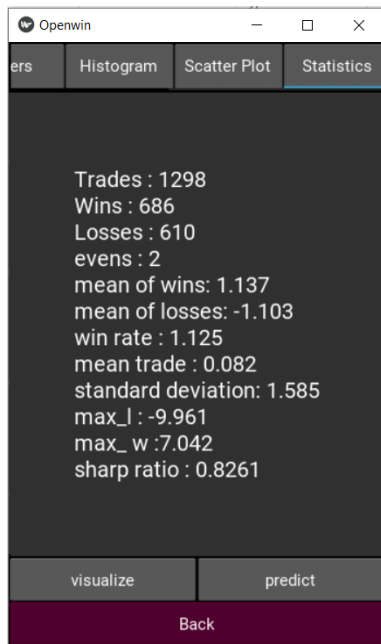 Openwin
ers Histogram Scatter Plot Statistics
Trades : 1298
Wins : 686
Losses : 610
evens : 2
mean of wins: 1.137
mean of losses: -1.103
win rate : 1.125
mean trade : 0.082
standard deviation: 1.585
max_l : -9.961
max_ w :7.042
sharp ratio : 0.8261
visualize predict
Back